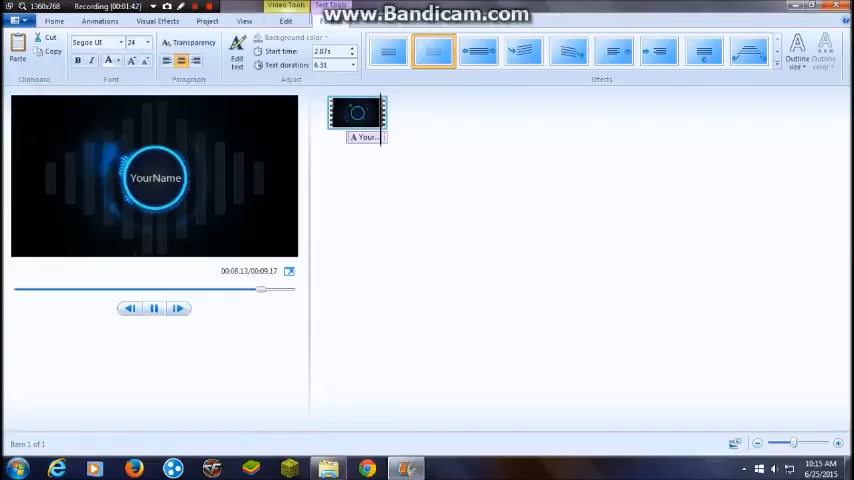 1360x768
Recording [00:01:42]
www.Bandicam.com
Video Tools
Text Tools
Home
Animations
Visual Effects
Project
View
Edit
Format
Paste
Cut
Copy
Clipboard
Segoe UI
24
B I A A A
Font
Transparency
Paragraph
Edit
text
Background color
Start time: 2.87s
Text duration: 6.31
Adjust
Effects
Outline
size
Outline
color
YourName
A Your...
00:08.13/00:09.17
Item 1 of 1
10:15 AM
6/25/2015